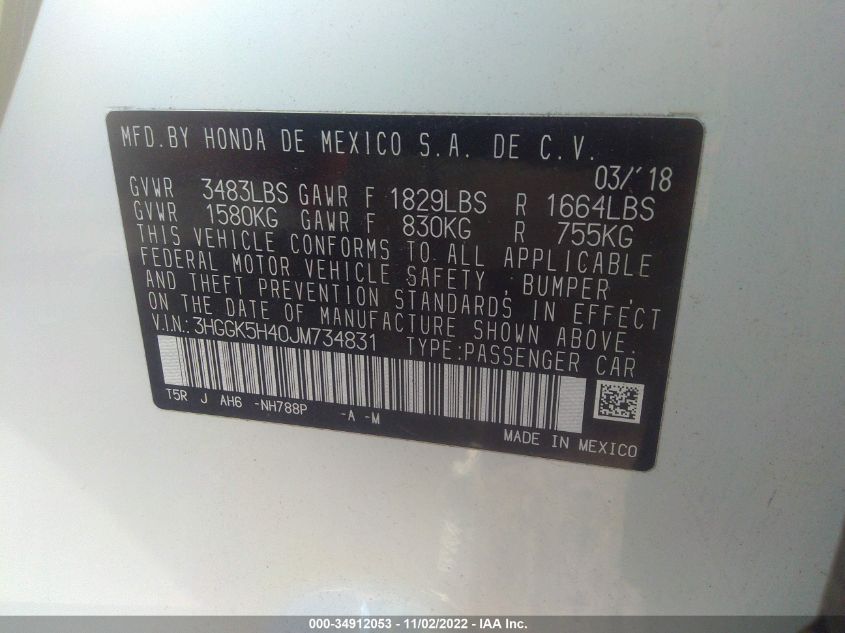 MFD.BY HONDA DE MEXICO S.A. DE C.V.
03/'18
GVWR 3483LBS GAWR F 1829LBS R 1664LBS
GVWR 1580KG GAWR F 830KG R 755KG
THIS VEHICLE CONFORMS TO ALL APPLICABLE
FEDERAL MOTOR VEHICLE SAFETY , BUMPER ,
AND THEFT PREVENTION STANDARDS IN EFFECT
ON THE DATE OF MANUFACTURE SHOWN ABOVE.
V.I.N.: 3HGGK5H40JM734831 TYPE:PASSENGER CAR
T5R J AH6 -NH788P -A -M
MADE IN MEXICO
000-34912053 - 11/02/2022 - IAA Inc.